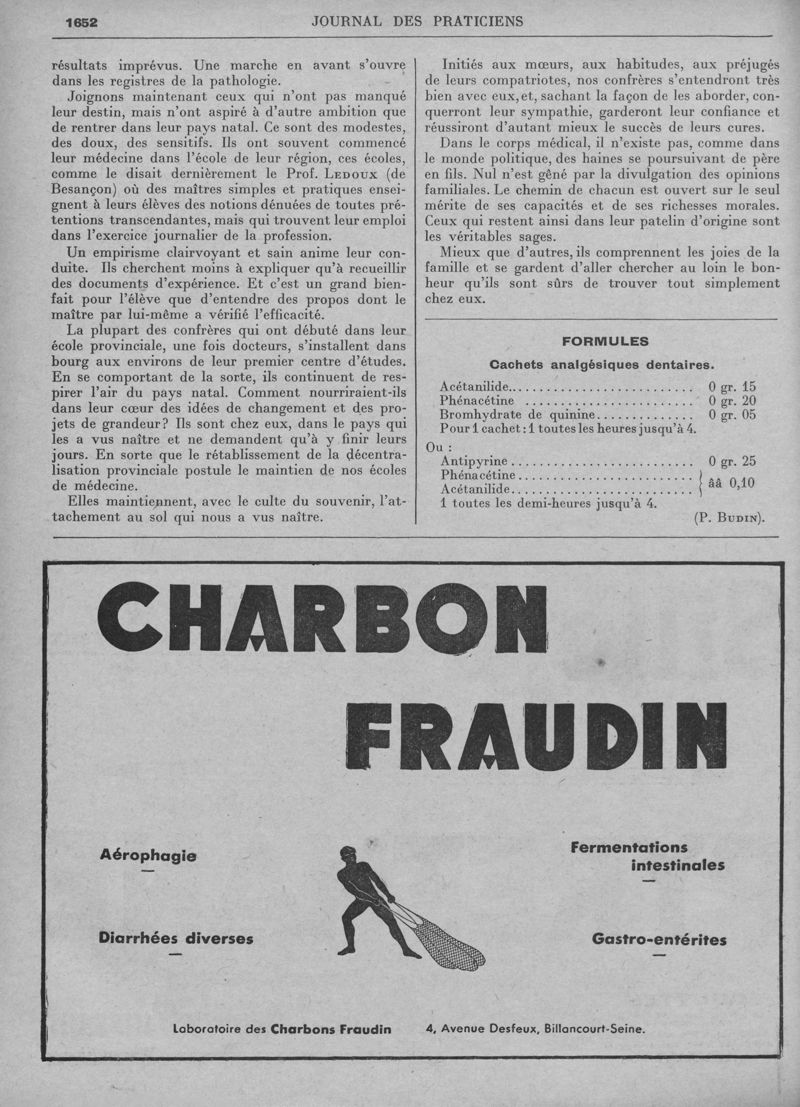 1652
JOURNAL DES PRATICIENS
résultats imprévus. Une marche en avant s'ouvre
dans les registres de la pathologie.
Joignons maintenant ceux qui n'ont pas manqué
leur destin, mais n'ont aspiré à d'autre ambition que
de rentrer dans leur pays natal. Ce sont des modestes,
des doux, des sensitifs. Ils ont souvent commencé
leur médecine dans l'école de leur région, ces écoles,
comme le disait dernièrement le Prof. LEDOUX (de
Besançon) où des maîtres simples et pratiques ensei-
gnent à leurs élèves des notions dénuées de toutes pré-
tentions transcendantes, mais qui trouvent leur emploi
dans l'exercice journalier de la profession.
Un empirisme clairvoyant et sain anime leur con-
duite. Ils cherchent moins à expliquer qu'à recueillir
des documents d'expérience. Et c'est un grand bien-
fait pour l'élève que d'entendre des propos dont le
maître par lui-même a vérifié l'efficacité.
La plupart des confrères qui ont débuté dans leur
école provinciale, une fois docteurs, s'installent dans
bourg aux environs de leur premier centre d'études.
En se comportant de la sorte, ils continuent de res-
pirer l'air du pays natal. Comment nourriraient-ils
dans leur cœur des idées de changement et des pro-
jets de grandeur? Ils sont chez eux, dans le pays qui
les a vus naître et ne demandent qu'à y finir leurs
jours. En sorte que le rétablissement de la décentra-
lisation provinciale postule le maintien de nos écoles
de médecine.
Elles maintiennent, avec le culte du souvenir, l'at-
tachement au sol qui nous a vus naître.
Initiés aux mœurs, aux habitudes, aux préjugés
de leurs compatriotes, nos confrères s'entendront très
bien avec eux, et, sachant la façon de les aborder, con-
querront leur sympathie, garderont leur confiance et
réussiront d'autant mieux le succès de leurs cures.
Dans le corps médical, il n'existe pas, comme dans
le monde politique, des haines se poursuivant de père
en fils. Nul n'est gêné par la divulgation des opinions
familiales. Le chemin de chacun est ouvert sur le seul
mérite de ses capacités et de ses richesses morales.
Ceux qui restent ainsi dans leur patelin d'origine sont
les véritables sages.
Mieux que d'autres, ils comprennent les joies de la
famille et se gardent d'aller chercher au loin le bon-
heur qu'ils sont sûrs de trouver tout simplement
chez eux.
FORMULES
Cachets analgésiques dentaires.
Acétanilide.......................... 0 gr. 15
Phénacétine ........................ 0 gr. 20
Bromhydrate de quinine.............. 0 gr. 05
Pour 1 cachet : 1 toutes les heures jusqu'à 4.
Ou :
Antipyrine .......................... 0 gr. 25
Phénacétine.........................
Acétanilide.......................... } ââ 0,10
1 toutes les demi-heures jusqu'à 4.
(P. BUDIN).
CHARBON
FRAUDIN
Aérophagie
Fermentations
intestinales
Diarrhées diverses
Gastro-entérites
Laboratoire des Charbons Fraudin 4, Avenue Desfeux, Billancourt-Seine.